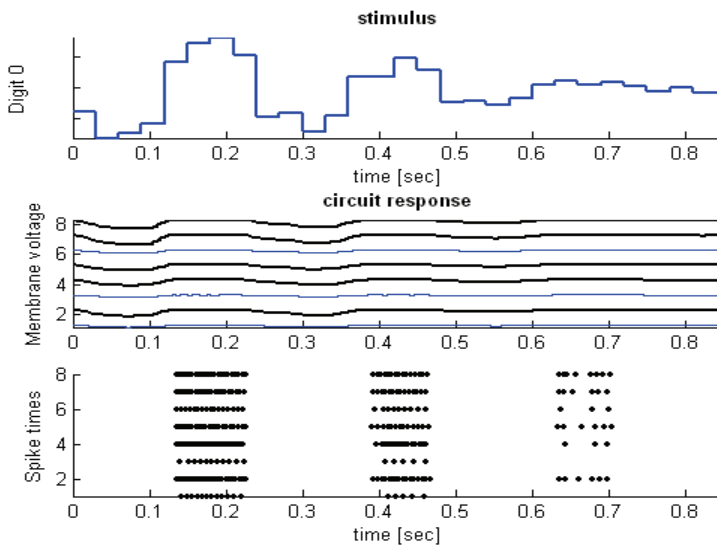 stimulus
Digit 0
0 0.1 0.2 0.3 0.4 0.5 0.6 0.7 0.8
time [sec]
circuit response
Membrane voltage
8
6
4
2
0 0.1 0.2 0.3 0.4 0.5 0.6 0.7 0.8
Spike times
8
6
4
2
0 0.1 0.2 0.3 0.4 0.5 0.6 0.7 0.8
time [sec]